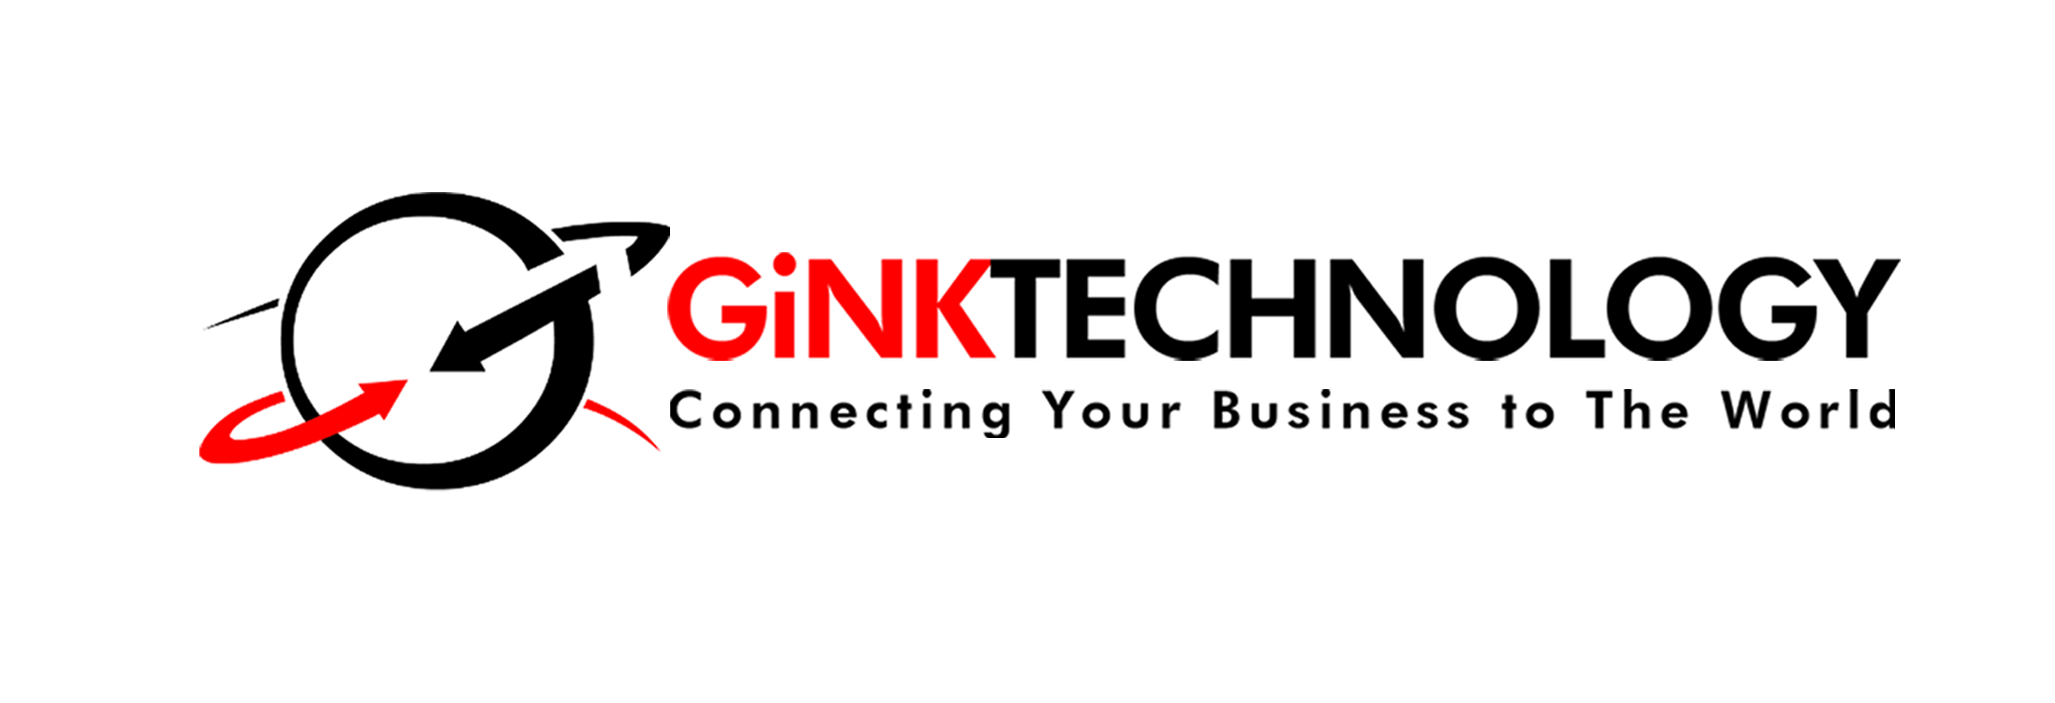 GiNKTECHNOLOGY
Connecting Your Business to The World